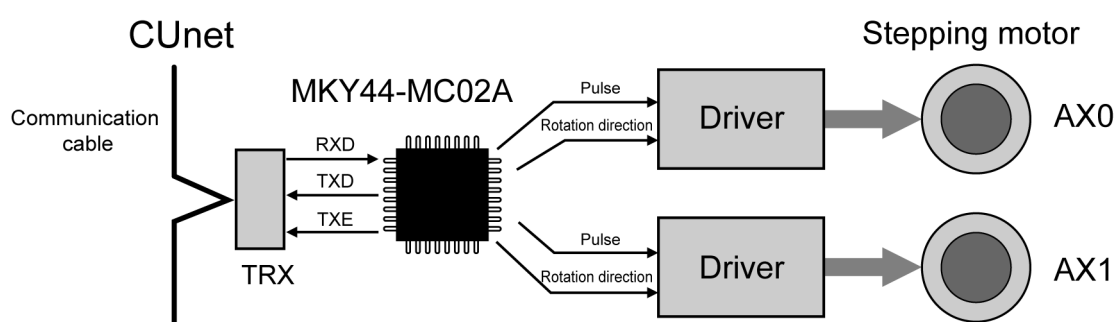 CUnet
Communication
cable
MKY44-MC02A
RXD
TXD
TXE
TRX
Stepping motor
Pulse
Rotation direction
Driver
AX0
Pulse
Rotation direction
Driver
AX1